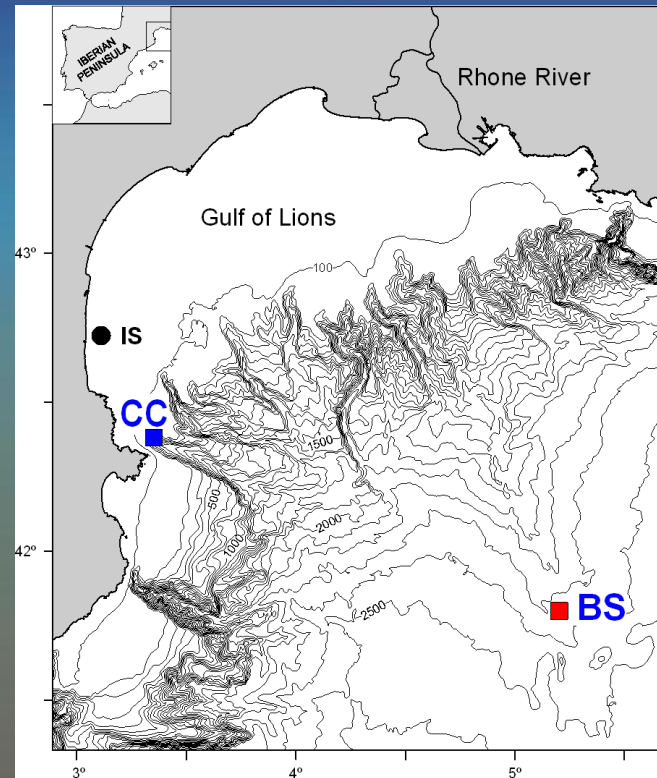 IBERIAN
PENINSULA
Rhone River
Gulf of Lions
43º
100
IS
CC
1500
500
2000
1000
42º
2500
BS
3º
4º
5º